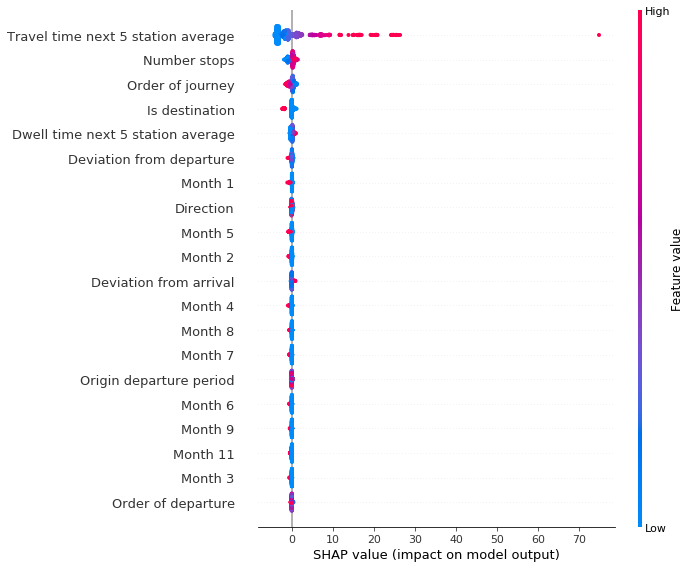 High
Travel time next 5 station average
Number stops
Order of journey
Is destination
Dwell time next 5 station average
Deviation from departure
Month 1
Direction
Month 5
Month 2
Deviation from arrival
Month 4
Month 8
Month 7
Origin departure period
Month 6
Month 9
Month 11
Month 3
Order of departure
Feature value
Low
0 10 20 30 40 50 60 70
SHAP value (impact on model output)